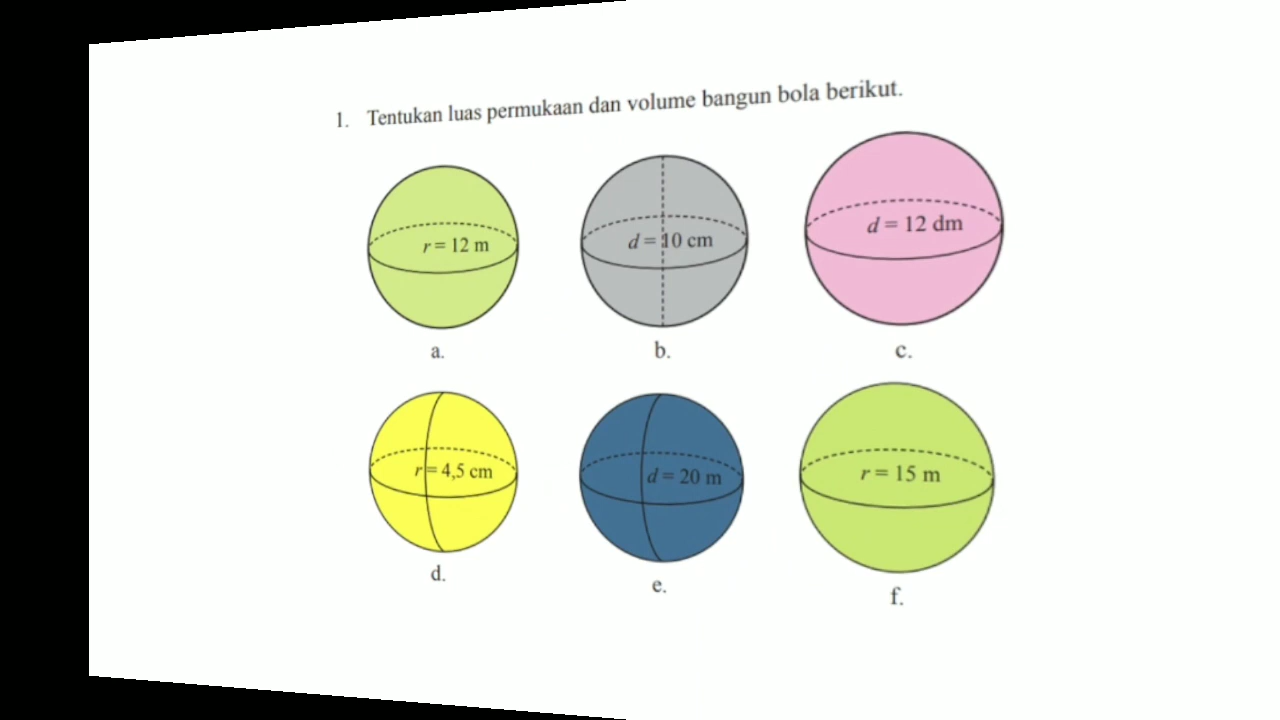 1. Tentukan luas permukaan dan volume bangun bola berikut.
r = 12 m
d = 10 cm
d = 12 dm
a.
b.
c.
r = 4,5 cm
d = 20 m
r = 15 m
d.
e.
f.